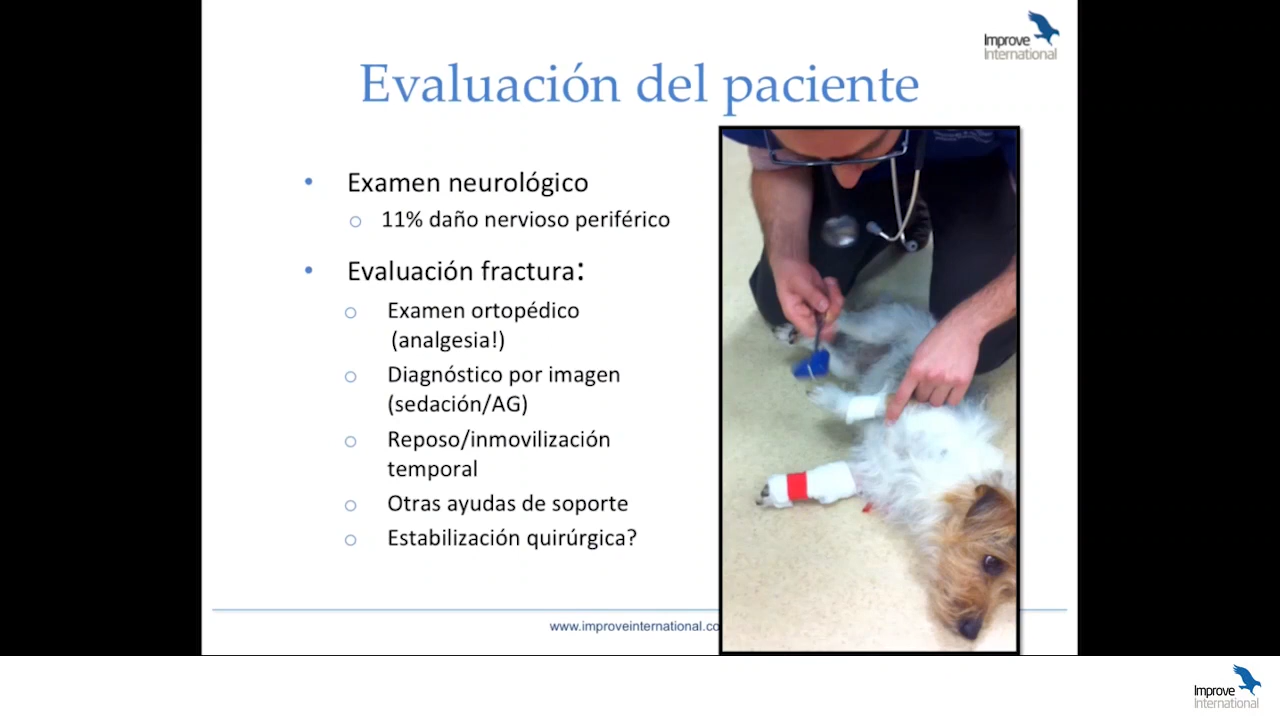 Improve
International
Evaluación del paciente
• Examen neurológico
o 11% daño nervioso periférico
• Evaluación fractura:
o Examen ortopédico
(analgesia!)
o Diagnóstico por imagen
(sedación/AG)
o Reposo/inmovilización
temporal
o Otras ayudas de soporte
o Estabilización quirúrgica?
www.improveinternational.co
Improve
International